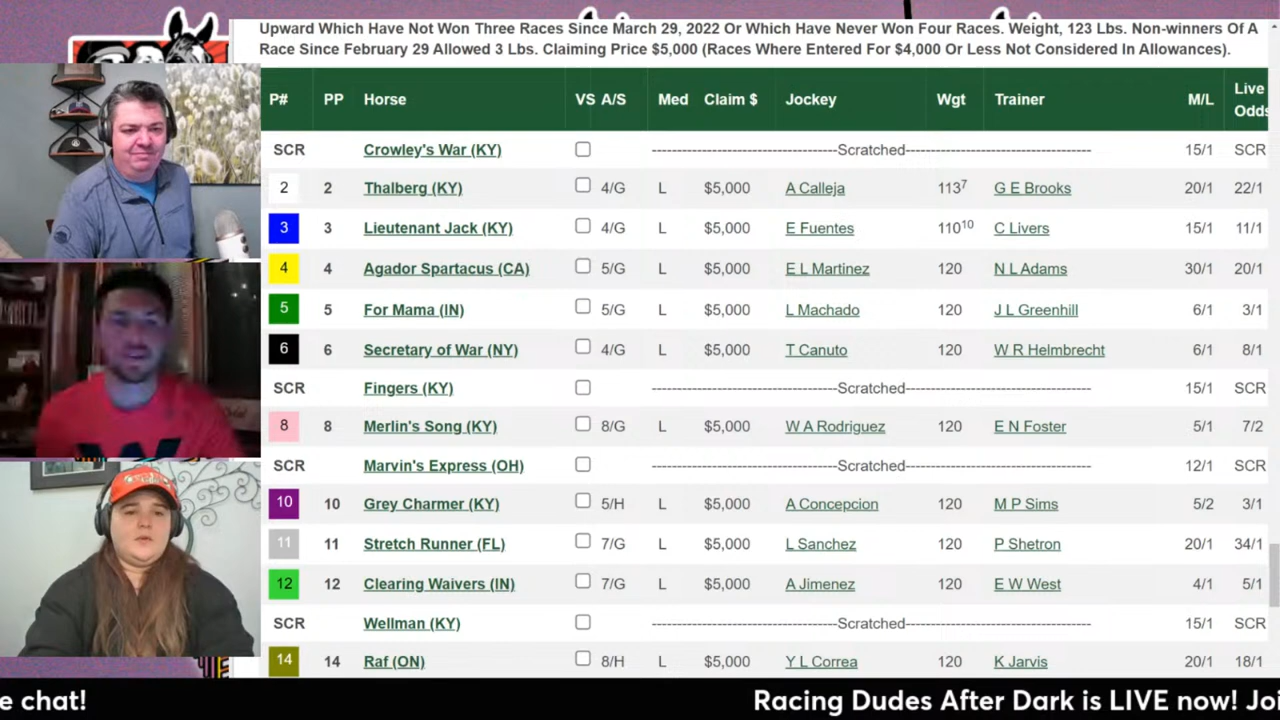 Upward Which Have Not Won Three Races Since March 29, 2022 Or Which Have Never Won Four Races. Weight, 123 Lbs. Non-winners Of A
Race Since February 29 Allowed 3 Lbs. Claiming Price $5,000 (Races Where Entered For $4,000 Or Less Not Considered In Allowances).
P# PP Horse VS A/S Med Claim $ Jockey Wgt Trainer M/L Live Odds
SCR Crowley's War (KY) ---Scratched--- 15/1 SCR
2 2 Thalberg (KY) 4/G L $5,000 A Calleja 113⁷ G E Brooks 20/1 22/1
3 3 Lieutenant Jack (KY) 4/G L $5,000 E Fuentes 110¹⁰ C Livers 15/1 11/1
4 4 Agador Spartacus (CA) 5/G L $5,000 E L Martinez 120 N L Adams 30/1 20/1
5 5 For Mama (IN) 5/G L $5,000 L Machado 120 J L Greenhill 6/1 3/1
6 6 Secretary of War (NY) 4/G L $5,000 T Canuto 120 W R Helmbrecht 6/1 8/1
SCR Fingers (KY) ---Scratched--- 15/1 SCR
8 8 Merlin's Song (KY) 8/G L $5,000 W A Rodriguez 120 E N Foster 5/1 7/2
SCR Marvin's Express (OH) ---Scratched--- 12/1 SCR
10 10 Grey Charmer (KY) 5/H L $5,000 A Concepcion 120 M P Sims 5/2 3/1
11 11 Stretch Runner (FL) 7/G L $5,000 L Sanchez 120 P Shetron 20/1 34/1
12 12 Clearing Waivers (IN) 7/G L $5,000 A Jimenez 120 E W West 4/1 5/1
SCR Wellman (KY) ---Scratched--- 15/1 SCR
14 14 Raf (ON) 8/H L $5,000 Y L Correa 120 K Jarvis 20/1 18/1
e chat! Racing Dudes After Dark is LIVE now! Joi